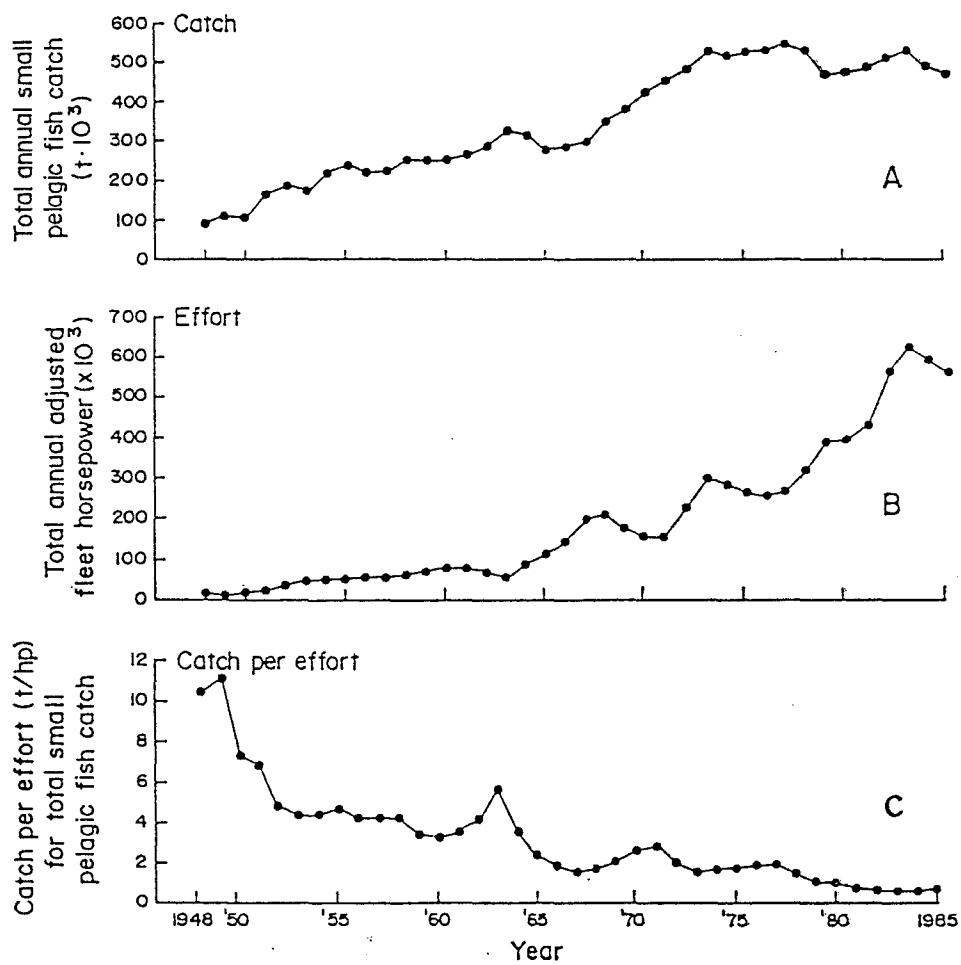 Catch
Total annual small
pelagic fish catch
(t·10³)
600
500
400
300
200
100
0
A
Effort
Total annual adjusted
fleet horsepower (x10³)
700
600
500
400
300
200
100
0
B
Catch per effort
Catch per effort (t/hp)
for total small
pelagic fish catch
12
10
8
6
4
2
0
C
1948 '50 '55 '60 '65 '70 '75 '80 1985
Year